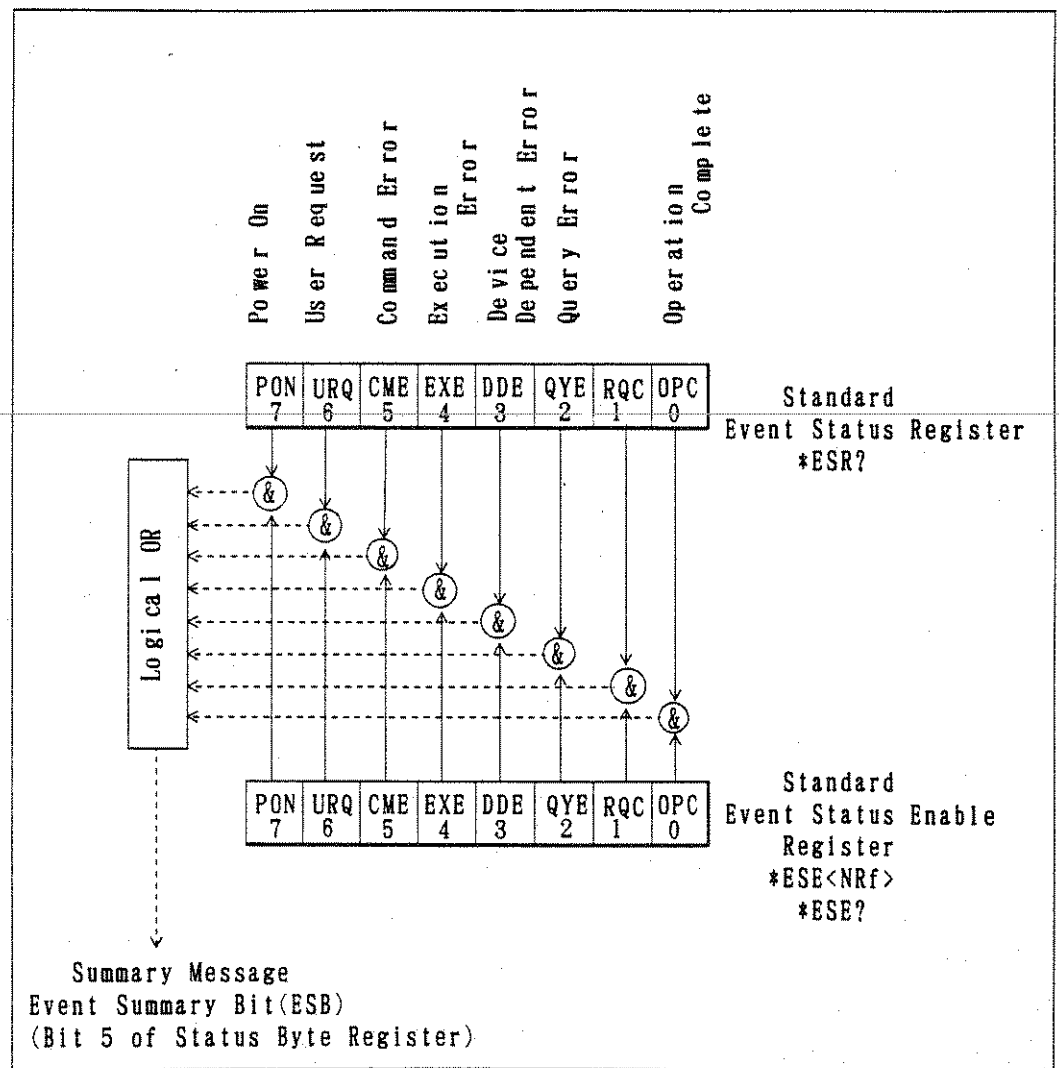 Power On
User Request
Command Error
Execution
Error
Device
Dependent Error
Query Error
Operation
Complete
PON URQ CME EXE DDE QYE RQC OPC
7 6 5 4 3 2 1 0
Standard
Event Status Register
*ESR?
Logical OR
&
&
&
&
&
&
&
&
PON URQ CME EXE DDE QYE RQC OPC
7 6 5 4 3 2 1 0
Standard
Event Status Enable
Register
*ESE<NRf>
*ESE?
Summary Message
Event Summary Bit(ESB)
(Bit 5 of Status Byte Register)